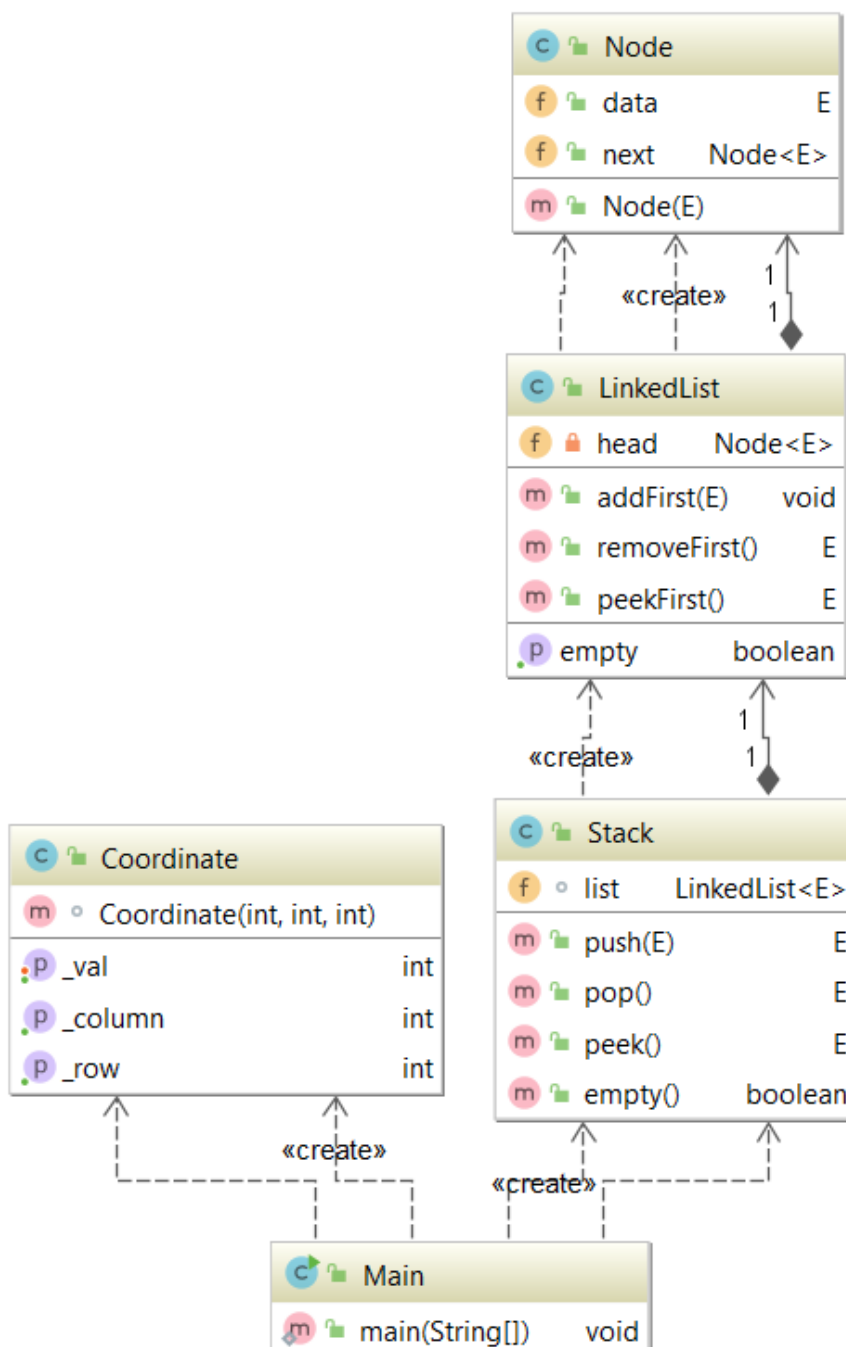 C Node
f data E
f next Node<E>
m Node(E)
«create»
1
1
C LinkedList
f head Node<E>
m addFirst(E) void
m removeFirst() E
m peekFirst() E
p empty boolean
«create»
1
1
C Stack
f list LinkedList<E>
m push(E) E
m pop() E
m peek() E
m empty() boolean
C Coordinate
m Coordinate(int, int, int)
p _val int
p _column int
p _row int
«create»
«create»
C Main
m main(String[]) void